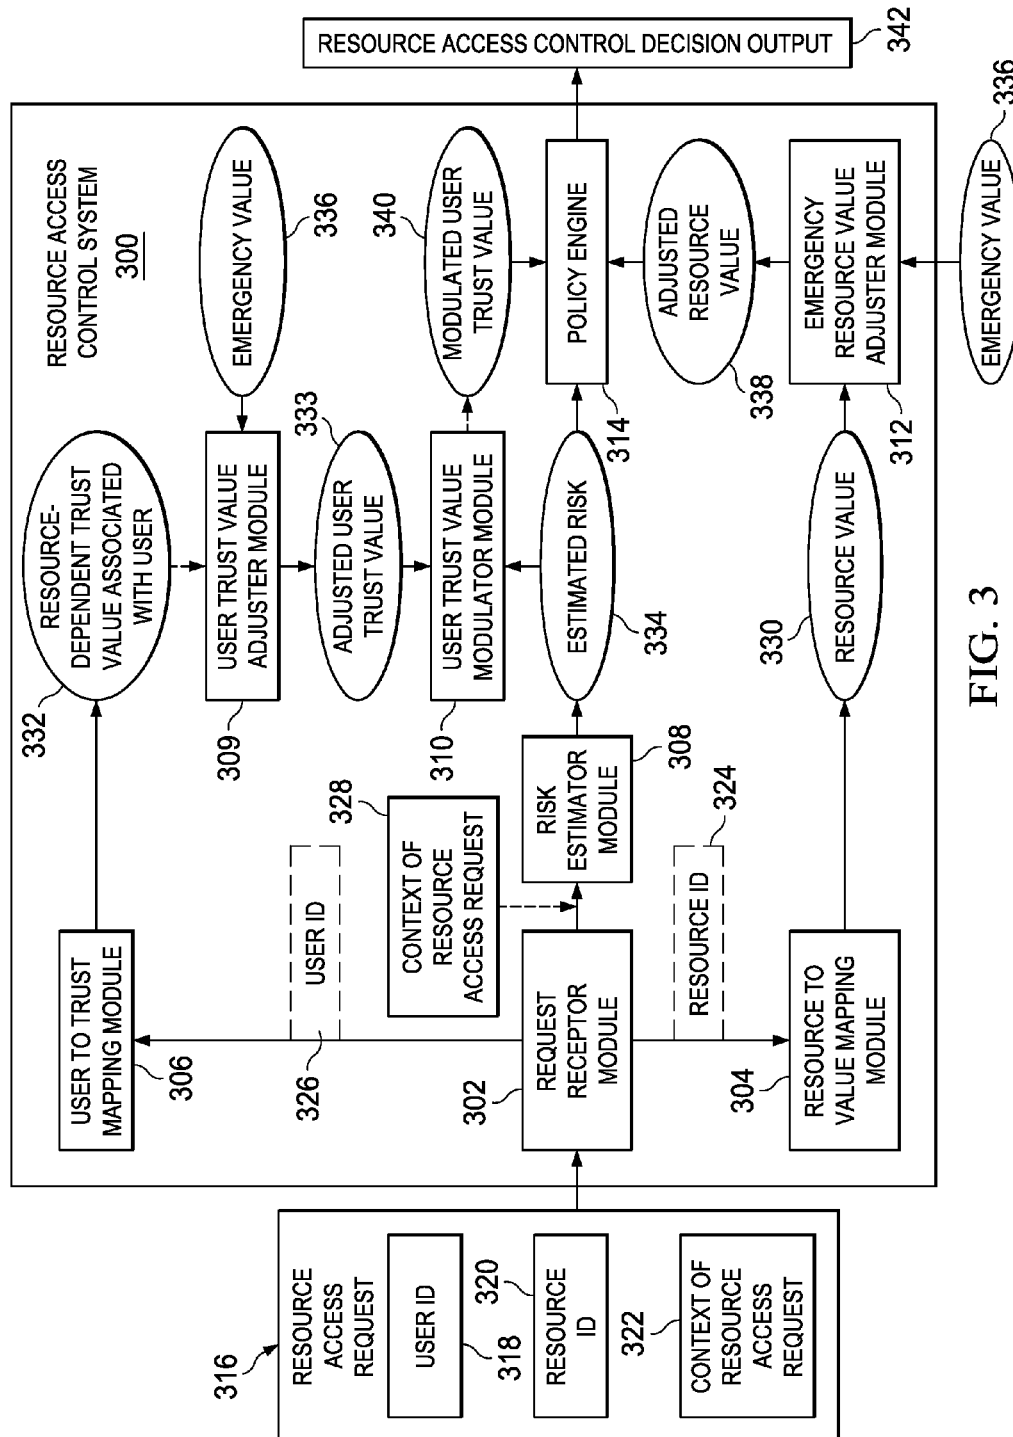 RESOURCE ACCESS
CONTROL SYSTEM
300
316
RESOURCE
ACCESS
REQUEST
USER ID
318
320
RESOURCE
ID
322
CONTEXT OF
RESOURCE
ACCESS
REQUEST
USER TO TRUST
MAPPING MODULE
306
USER ID
326
REQUEST
RECEPTOR
MODULE
302
RESOURCE ID
324
304
RESOURCE TO
VALUE MAPPING
MODULE
328
CONTEXT OF
RESOURCE
ACCESS REQUEST
RISK
ESTIMATOR
MODULE
308
332
RESOURCE-
DEPENDENT TRUST
VALUE ASSOCIATED
WITH USER
USER TRUST VALUE
ADJUSTER MODULE
309
333
ADJUSTED USER
TRUST VALUE
USER TRUST VALUE
MODULATOR MODULE
310
ESTIMATED RISK
334
330
RESOURCE VALUE
EMERGENCY VALUE
336
340
MODULATED USER
TRUST VALUE
POLICY ENGINE
314
ADJUSTED
RESOURCE
VALUE
338
EMERGENCY
RESOURCE VALUE
ADJUSTER MODULE
312
EMERGENCY VALUE
336
RESOURCE ACCESS CONTROL DECISION OUTPUT
342
FIG. 3